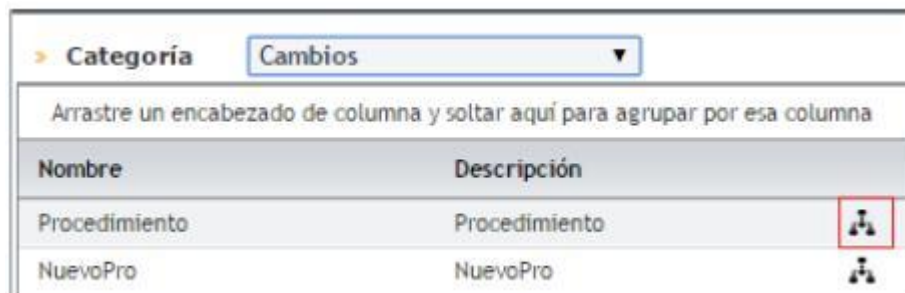 » Categoría Cambios
Arrastre un encabezado de columna y soltar aquí para agrupar por esa columna
Nombre Descripción
Procedimiento Procedimiento
NuevoPro NuevoPro